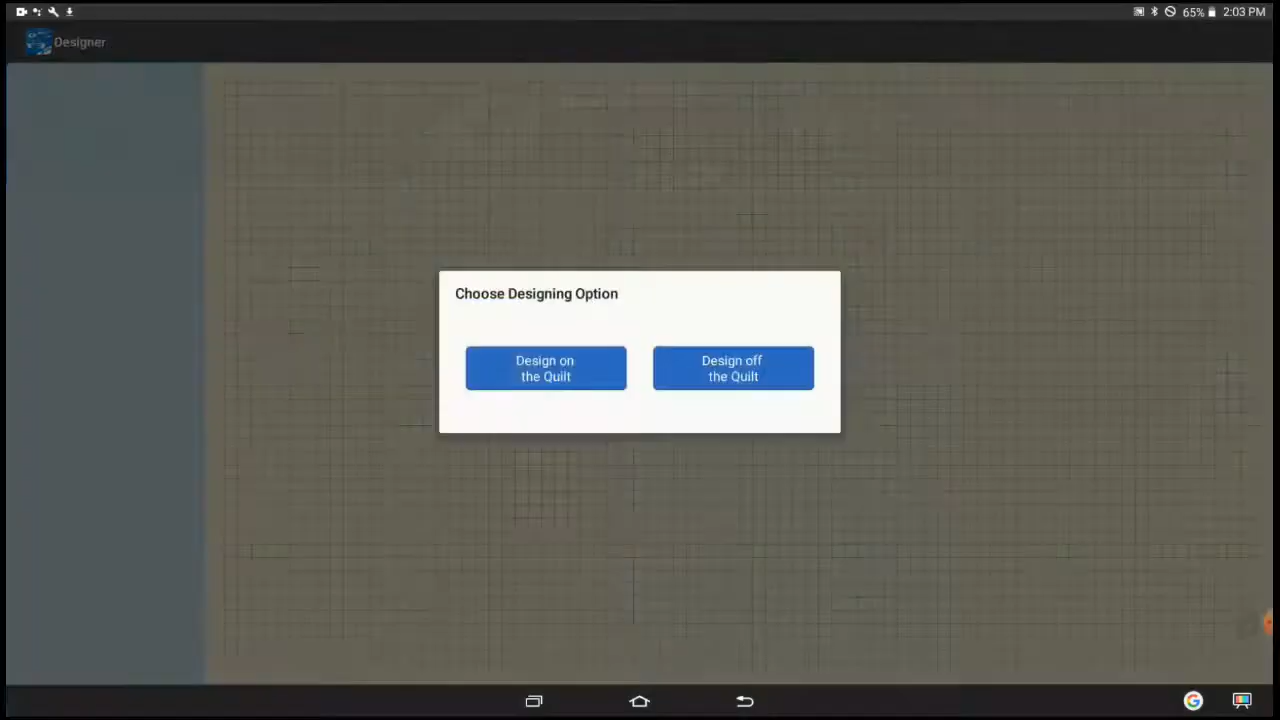 65% 2:03 PM
Designer
Choose Designing Option
Design on
the Quilt
Design off
the Quilt